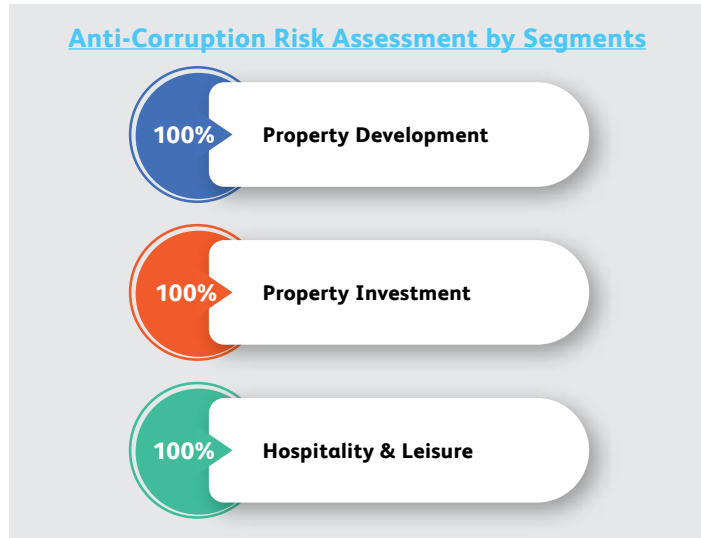 Anti-Corruption Risk Assessment by Segments
100% Property Development
100% Property Investment
100% Hospitality & Leisure